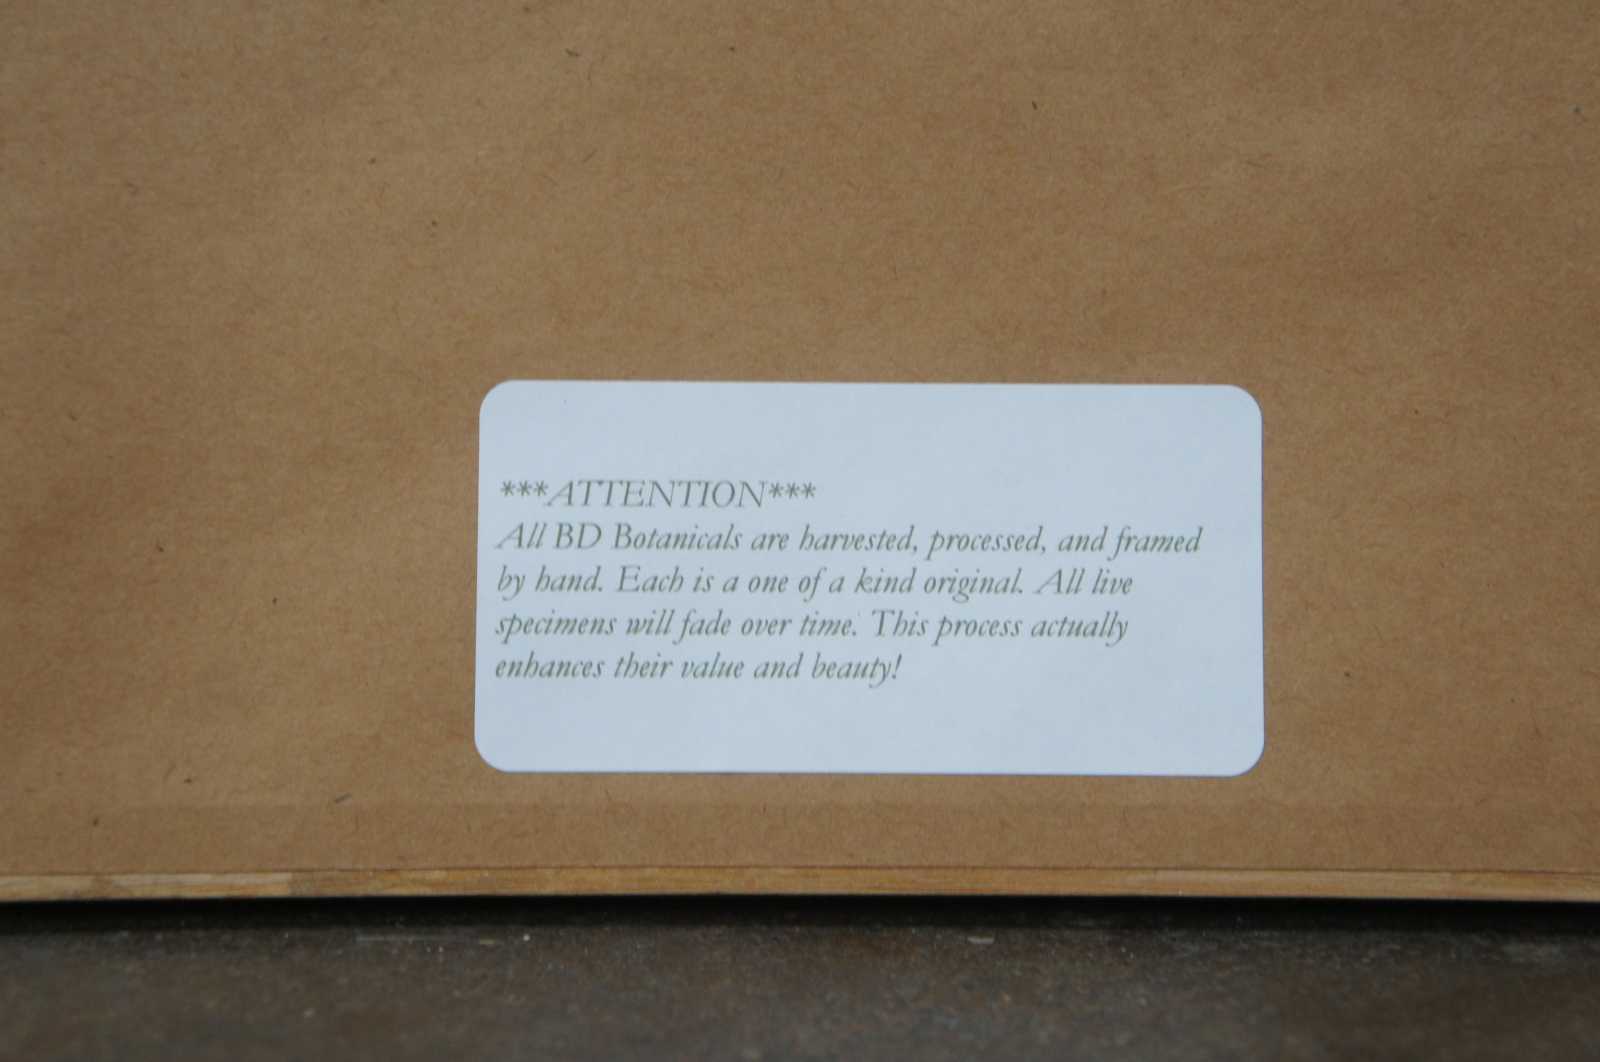 ***ATTENTION***
All BD Botanicals are harvested, processed, and framed
by hand. Each is a one of a kind original. All live
specimens will fade over time. This process actually
enhances their value and beauty!